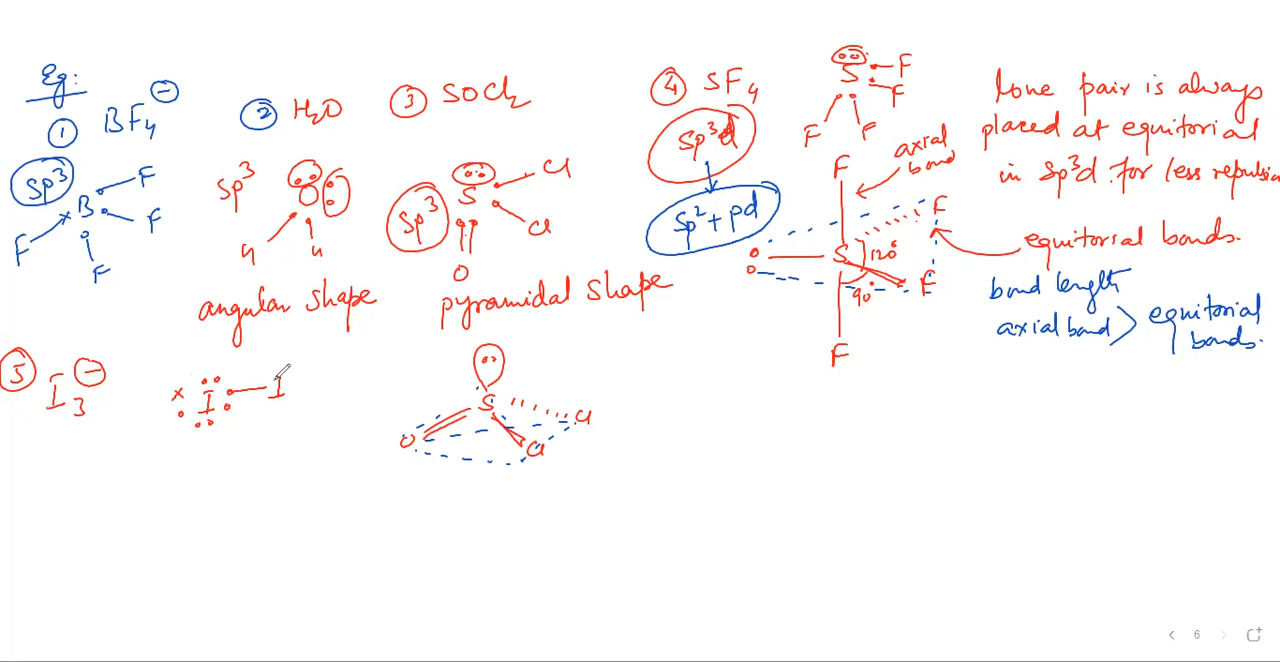 Eg:
① BF4⊖
sp3
B
F
F
F
F
② H2O
sp3
O
H
H
angular shape
③ SOCl2
sp3
S
Cl
Cl
O
pyramidal shape
S
O
Cl
Cl
④ SF4
sp3d
sp2 + pd
S
F
F
F
F
F
axial
bond
S
F
F
F
120°
90°
equitorial bonds.
lone pair is always
placed at equitorial
in sp3d. for less repulsion
bond length
axial bond > equitorial
bonds.
⑤ I3⊖
x
I
I
6